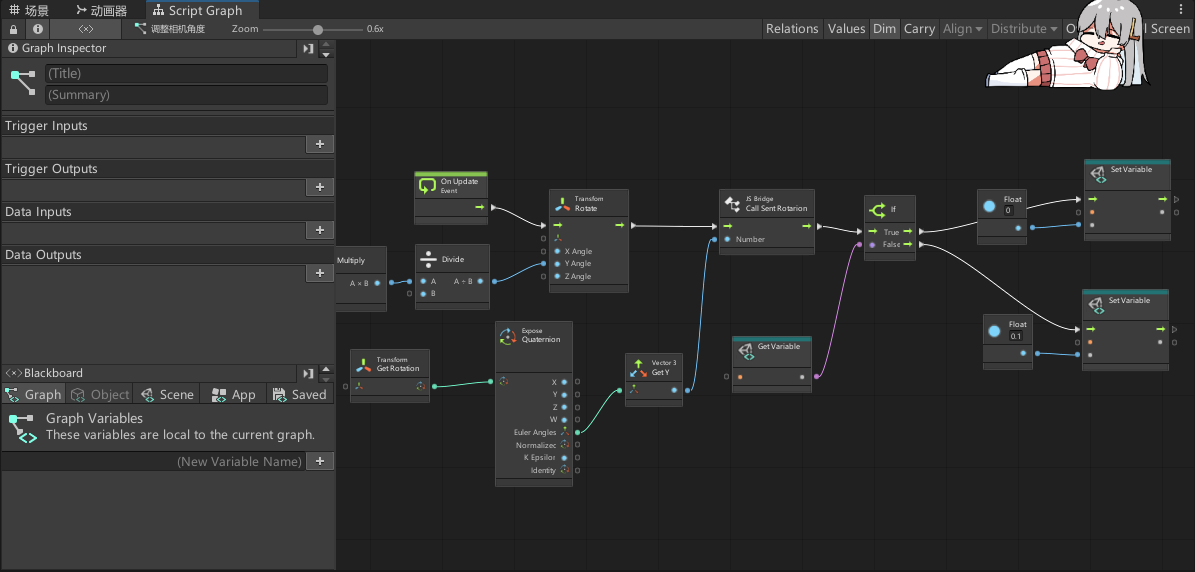 场景
动画器
Script Graph
<×>
调整相机角度
Zoom
0.6x
Relations
Values
Dim
Carry
Align
Distribute
Screen
Graph Inspector
(Title)
(Summary)
Trigger Inputs
Trigger Outputs
Data Inputs
Data Outputs
Blackboard
Graph
Object
Scene
App
Saved
Graph Variables
These variables are local to the current graph.
(New Variable Name)
On Update
Event
Multiply
A × B
Divide
A
A ÷ B
B
Transform
Rotate
X Angle
Y Angle
Z Angle
Transform
Get Rotation
Expose
Quaternion
X
Y
Z
W
Euler Angles
Normalized
K Epsilon
Identity
Vector 3
Get Y
JS Bridge
Call Sent Rotarion
Number
Get Variable
If
True
False
Float
0
Set Variable
Float
0.1
Set Variable